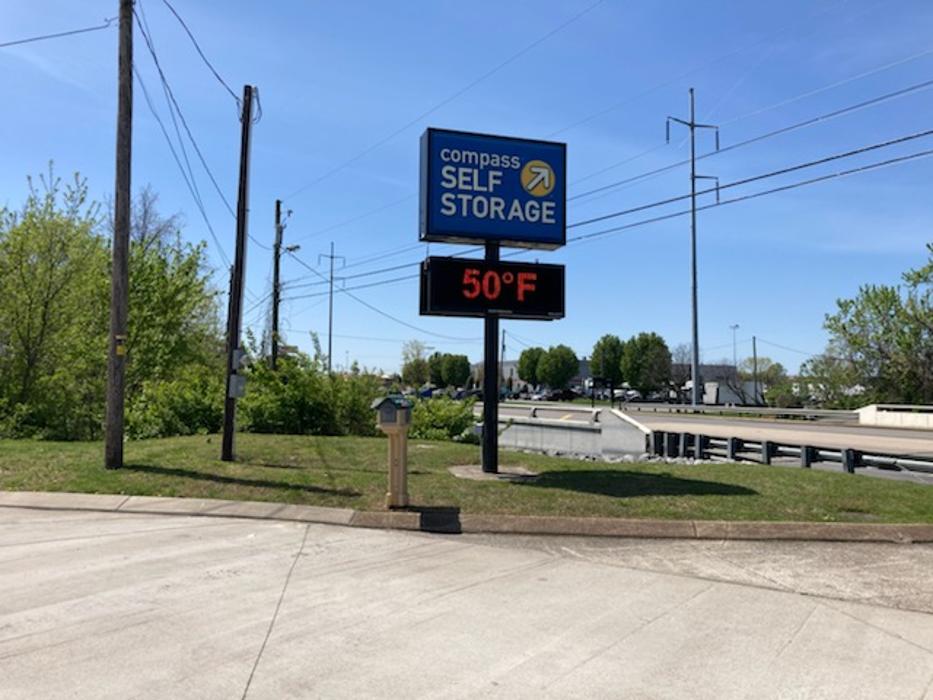 compass
SELF
STORAGE
50°F